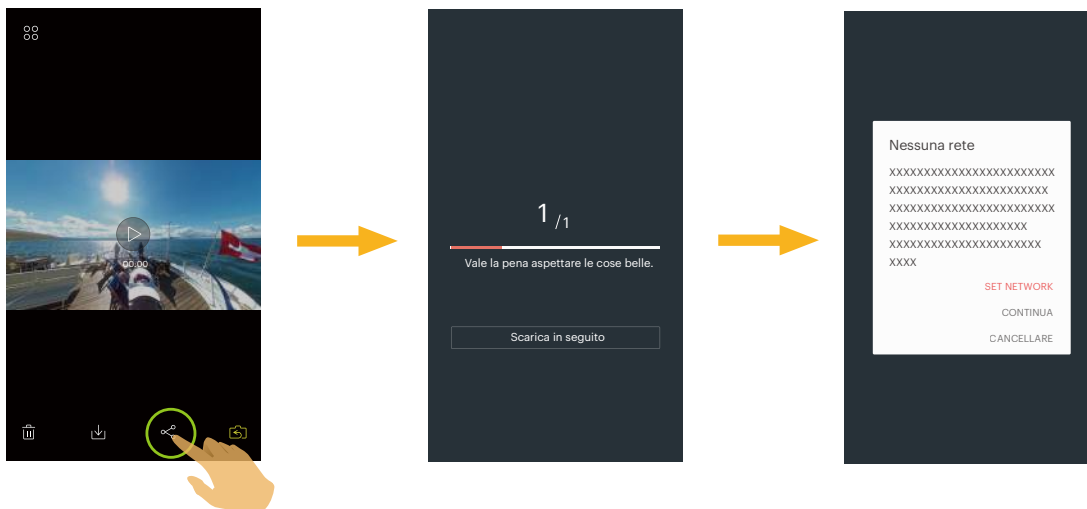 00:00
1 /1
Vale la pena aspettare le cose belle.
Scarica in seguito
Nessuna rete
XXXXXXXXXXXXXXXXXXXXXXXX
XXXXXXXXXXXXXXXXXXXXXXX
XXXXXXXXXXXXXXXXXXXXXXXX
XXXXXXXXXXXXXXXXXXXX
XXXXXXXXXXXXXXXXXXXXXX
XXXX
SET NETWORK
CONTINUA
CANCELLARE